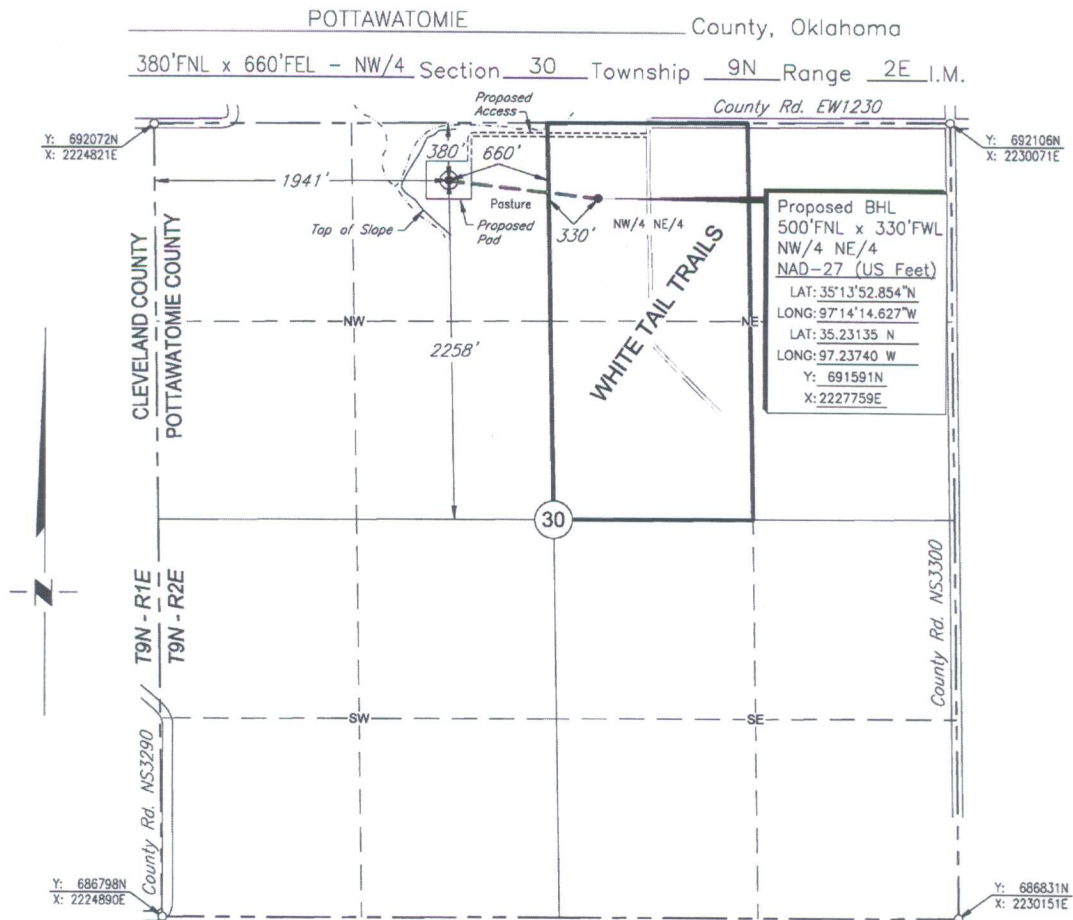 POTTAWATOMIE County, Oklahoma
380'FNL x 660'FEL - NW/4 Section 30 Township 9N Range 2E I.M.
Proposed Access
County Rd. EW1230
Y: 692072N
X: 2224821E
Y: 692106N
X: 2230071E
380'
660'
1941'
Pasture
Top of Slope
Proposed Pad
330'
NW/4 NE/4
Proposed BHL
500'FNL x 330'FWL
NW/4 NE/4
NAD-27 (US Feet)
LAT: 35°13'52.854"N
LONG: 97°14'14.627"W
LAT: 35.23135 N
LONG: 97.23740 W
Y: 691591N
X: 2227759E
CLEVELAND COUNTY
POTTAWATOMIE COUNTY
NW
NE
WHITE TAIL TRAILS
2258'
30
N
T9N - R1E
T9N - R2E
County Rd. NS3300
SW
SE
County Rd. NS3290
Y: 686798N
X: 2224890E
Y: 686831N
X: 2230151E